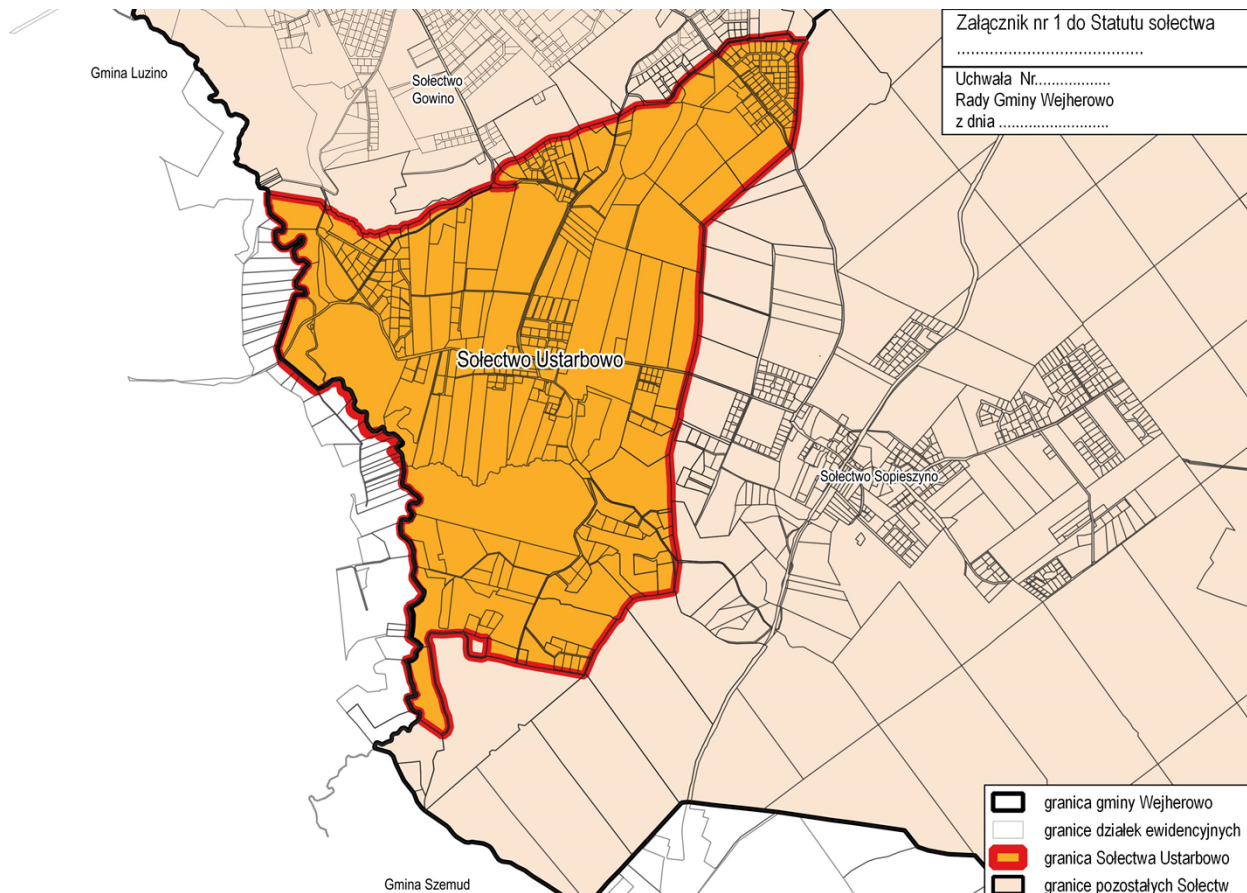 Załącznik nr 1 do Statutu sołectwa
.......................................
Uchwała Nr..................
Rady Gminy Wejherowo
z dnia ..........................
Gmina Luzino
Sołectwo
Gowino
Sołectwo Ustarbowo
Sołectwo Sopieszyno
Gmina Szemud
granica gminy Wejherowo
granice działek ewidencyjnych
granica Sołectwa Ustarbowo
granice pozostałych Sołectw